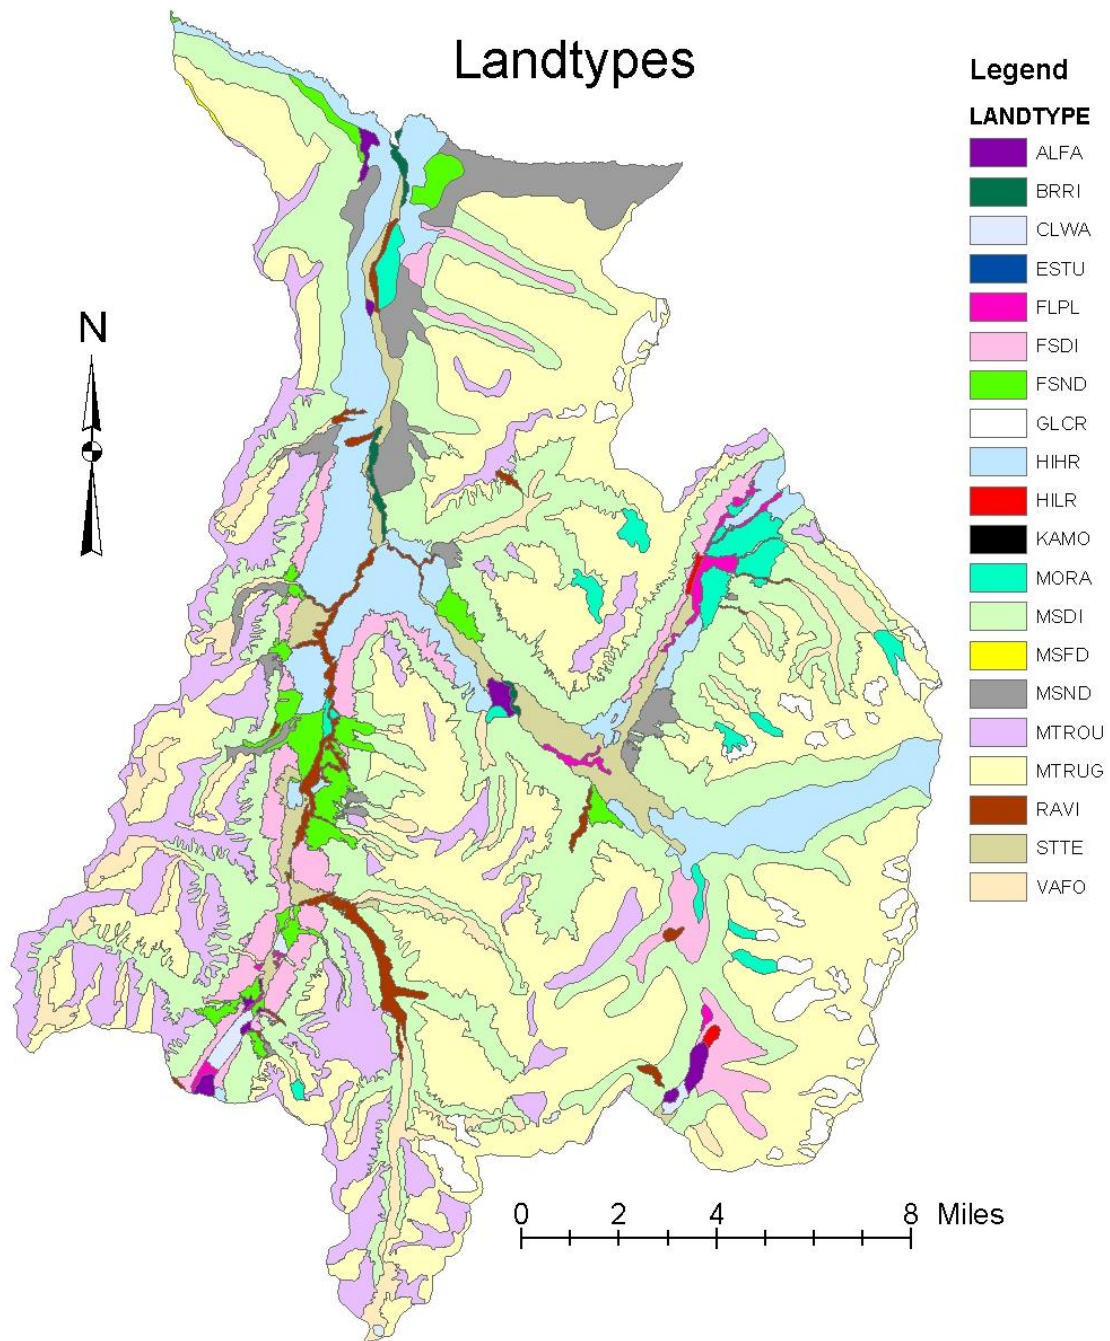 Landtypes
Legend
LANDTYPE
ALFA
BRRI
CLWA
ESTU
FLPL
FSDI
FSND
GLCR
HIHR
HILR
KAMO
MORA
MSDI
MSFD
MSND
MTROU
MTRUG
RAVI
STTE
VAFO
N
0 2 4 8 Miles